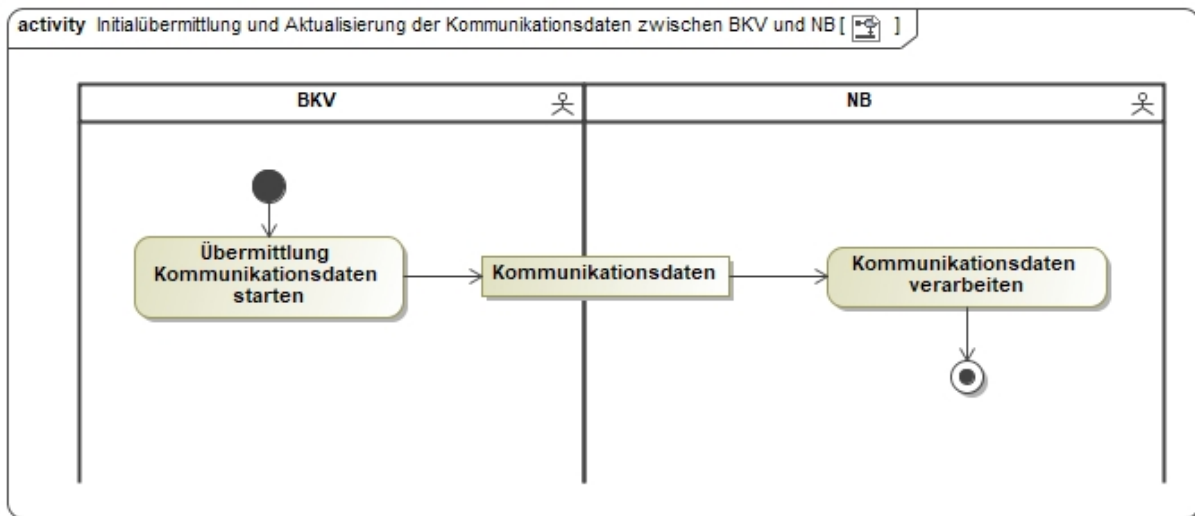 activity Initialübermittlung und Aktualisierung der Kommunikationsdaten zwischen BKV und NB [ ]
BKV
NB
Übermittlung
Kommunikationsdaten
starten
Kommunikationsdaten
Kommunikationsdaten
verarbeiten